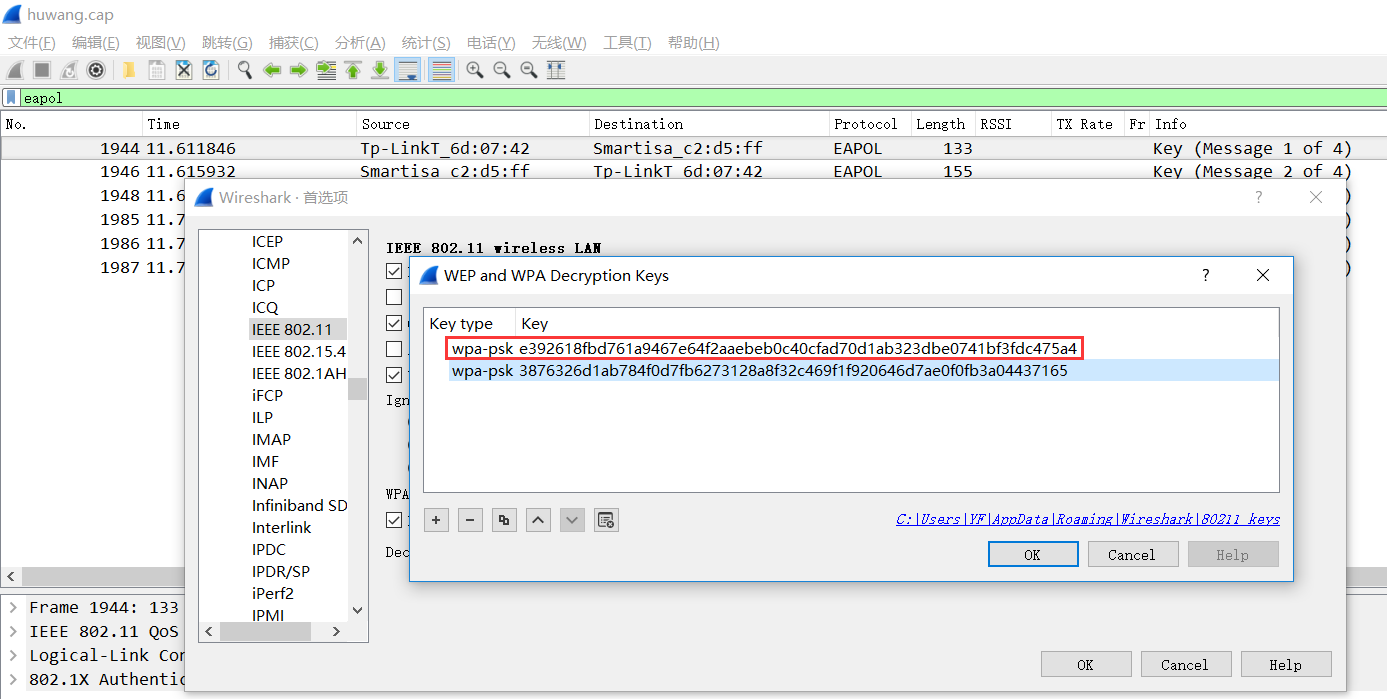 huwang.cap
文件(F) 编辑(E) 视图(V) 跳转(G) 捕获(C) 分析(A) 统计(S) 电话(Y) 无线(W) 工具(T) 帮助(H)
eapol
No. Time Source Destination Protocol Length RSSI TX Rate Fr Info
1944 11.611846 Tp-LinkT_6d:07:42 Smartisa_c2:d5:ff EAPOL 133 Key (Message 1 of 4)
1946 11.615932 Smartisa_c2:d5:ff Tp-LinkT_6d:07:42 EAPOL 155 Key (Message 2 of 4)
1948 11.6
1985 11.7
1986 11.7
1987 11.7
Wireshark · 首选项
ICEP
ICMP
ICP
ICQ
IEEE 802.11
IEEE 802.15.4
IEEE 802.1AH
iFCP
ILP
IMAP
IMF
INAP
Infiniband SD
Interlink
IPDC
IPDR/SP
iPerf2
IPMI
IEEE 802.11 wireless LAN
Ign
WPA
Dec
WEP and WPA Decryption Keys
Key type Key
wpa-psk e392618fbd761a9467e64f2aaebeb0c40cfad70d1ab323dbe0741bf3fdc475a4
wpa-psk 3876326d1ab784f0d7fb6273128a8f32c469f1f920646d7ae0f0fb3a04437165
C:|Users|YF|AppData|Roaming|Wireshark|80211_keys
OK Cancel Help
OK Cancel Help
Frame 1944: 133
IEEE 802.11 QoS
Logical-Link Con
802.1X Authentic